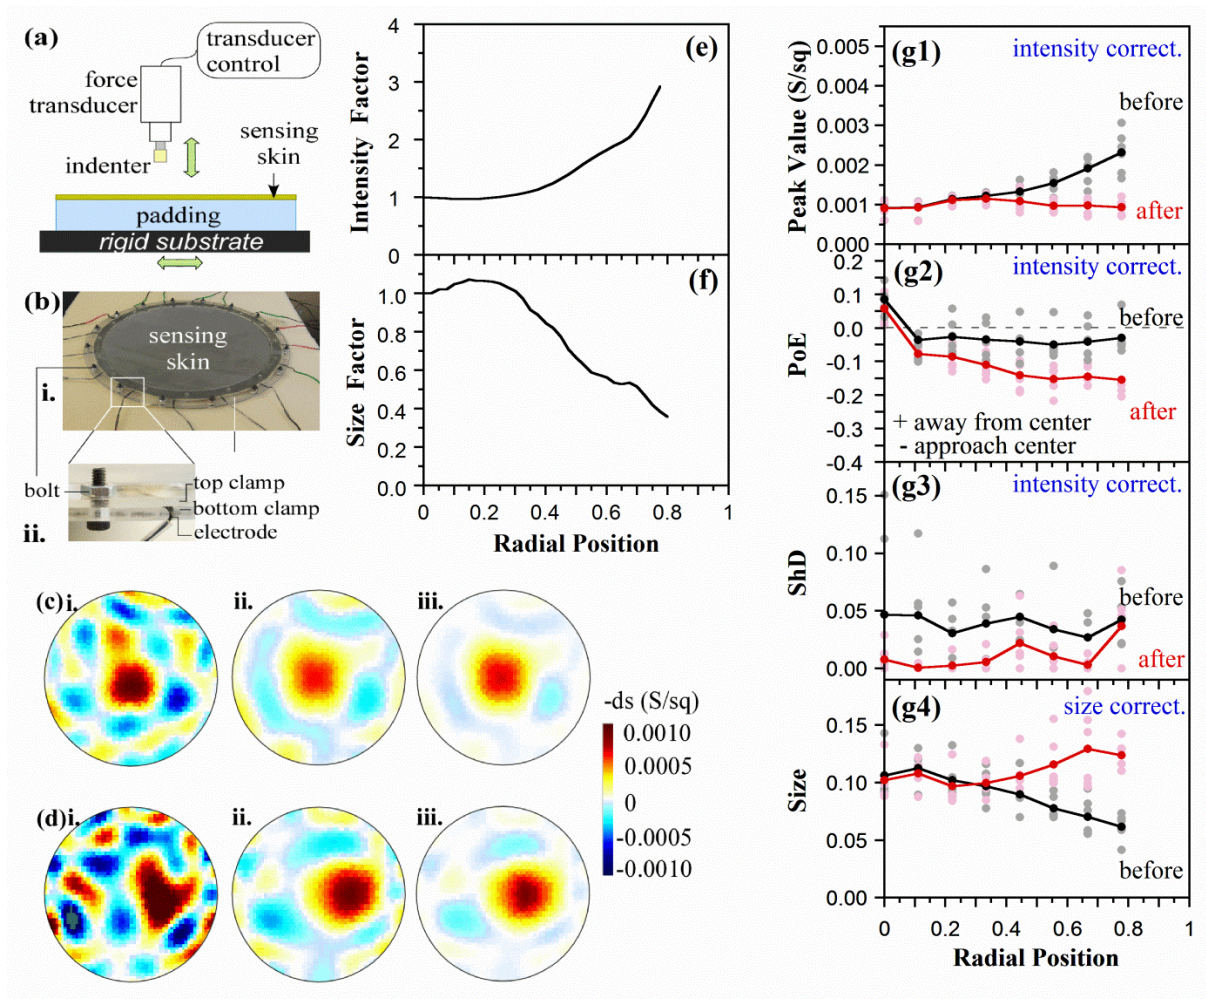 (a)
transducer
control
force
transducer
sensing
skin
indenter
padding
rigid substrate
(b)
sensing
skin
i.
bolt
top clamp
bottom clamp
electrode
ii.
(c) i.
ii.
iii.
(d) i.
ii.
iii.
-ds (S/sq)
0.0010
0.0005
0
-0.0005
-0.0010
(e)
Intensity Factor
4
3
2
1
0
(f)
Size Factor
1.0
0.8
0.6
0.4
0.2
0.0
0 0.2 0.4 0.6 0.8 1
Radial Position
(g1)
intensity correct.
before
after
Peak Value (S/sq)
0.005
0.004
0.003
0.002
0.001
0.000
(g2)
intensity correct.
before
after
+ away from center
- approach center
PoE
0.2
0.1
0.0
-0.1
-0.2
-0.3
-0.4
(g3)
intensity correct.
before
after
ShD
0.15
0.10
0.05
0.00
(g4)
size correct.
before
Size
0.15
0.10
0.05
0.00
0 0.2 0.4 0.6 0.8 1
Radial Position